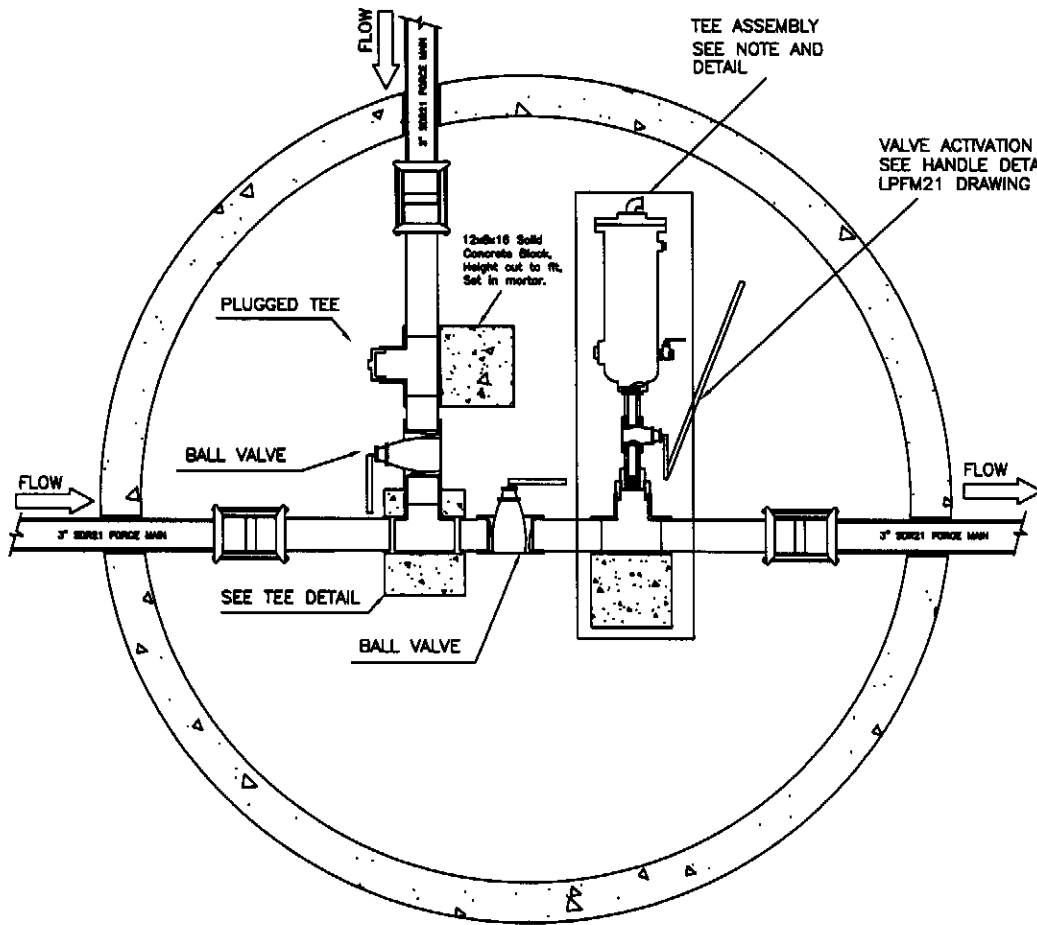 FLOW
3" SDR21 FORCE MAIN
TEE ASSEMBLY
SEE NOTE AND
DETAIL
VALVE ACTIVATION
SEE HANDLE DETA
LPFM21 DRAWING
12x8x16 Solid
Concrete Block,
Height cut to fit,
Set in mortar.
PLUGGED TEE
BALL VALVE
FLOW
FLOW
3" SDR21 FORCE MAIN
3" SDR21 FORCE MAIN
SEE TEE DETAIL
BALL VALVE